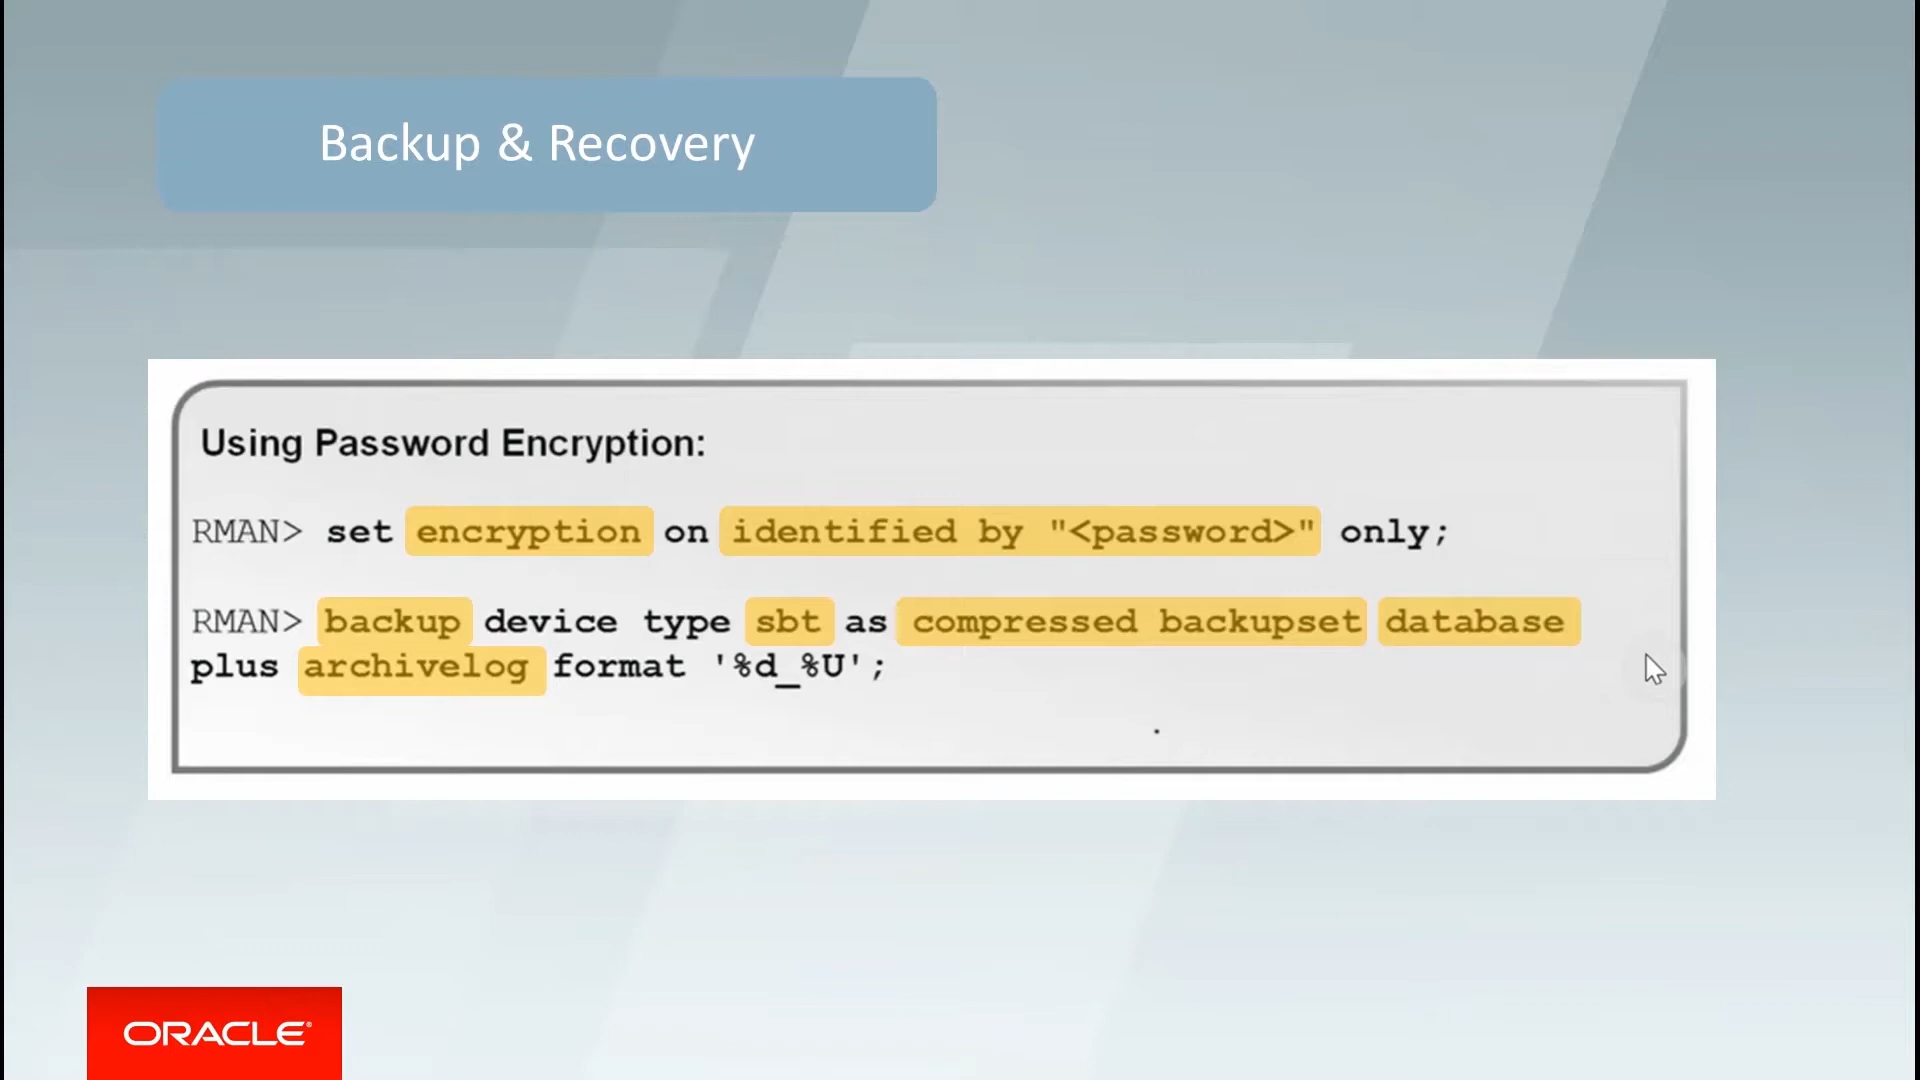 Backup & Recovery
Using Password Encryption:
RMAN> set encryption on identified by "<password>" only;
RMAN> backup device type sbt as compressed backupset database
plus archivelog format '%d_%U';
ORACLE®